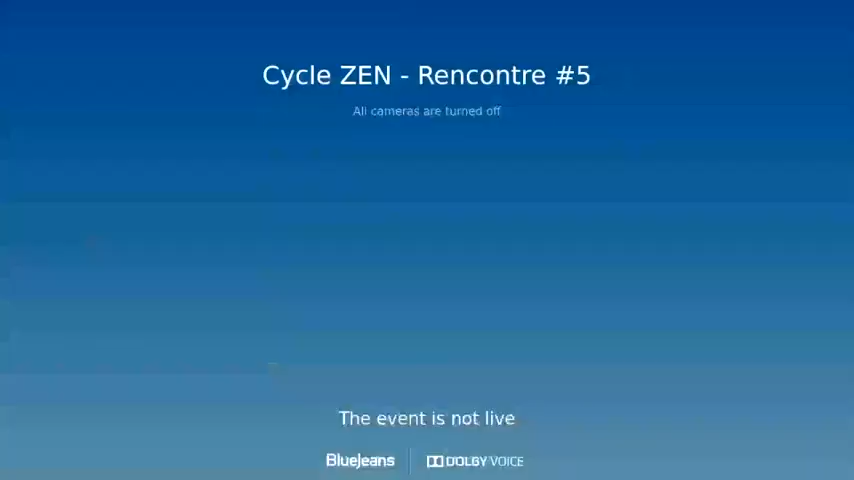 Cycle ZEN - Rencontre #5
All cameras are turned off
The event is not live
BlueJeans
DOLBY VOICE